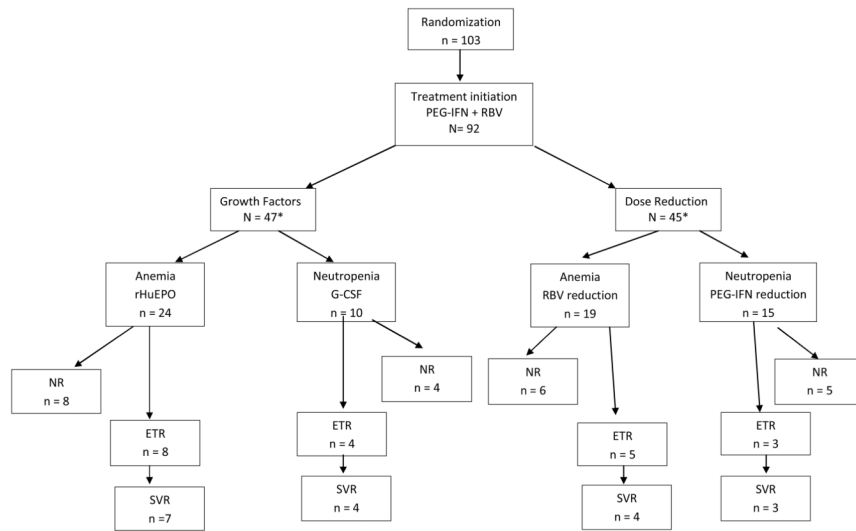 Randomization
n = 103
Treatment initiation
PEG-IFN + RBV
N= 92
Growth Factors
N = 47*
Dose Reduction
N = 45*
Anemia
rHuEPO
n = 24
Neutropenia
G-CSF
n = 10
Anemia
RBV reduction
n = 19
Neutropenia
PEG-IFN reduction
n = 15
NR
n = 8
NR
n = 4
NR
n = 6
NR
n = 5
ETR
n = 8
ETR
n = 4
ETR
n = 5
ETR
n = 3
SVR
n =7
SVR
n = 4
SVR
n = 4
SVR
n = 3